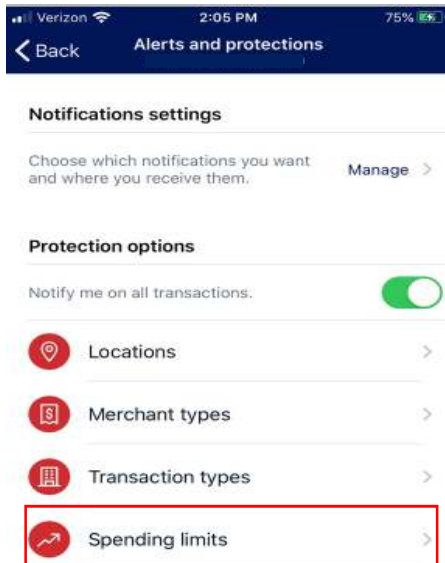 Verizon 2:05 PM 75%
Back Alerts and protections
Notifications settings
Choose which notifications you want
and where you receive them.
Manage
Protection options
Notify me on all transactions.
Locations
Merchant types
Transaction types
Spending limits